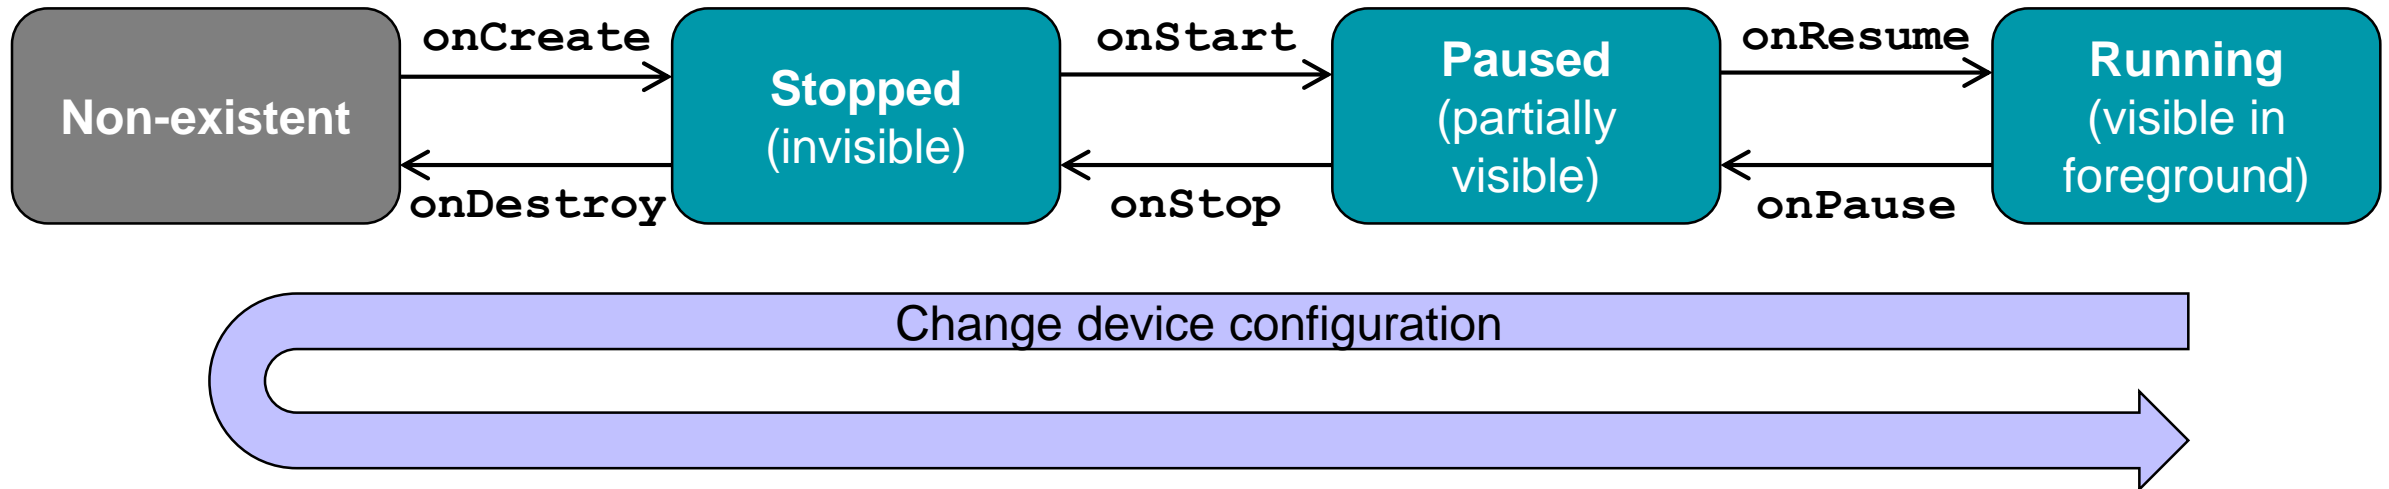 Non-existent
onCreate
onDestroy
Stopped
(invisible)
onStart
onStop
Paused
(partially
visible)
onResume
onPause
Running
(visible in
foreground)
Change device configuration